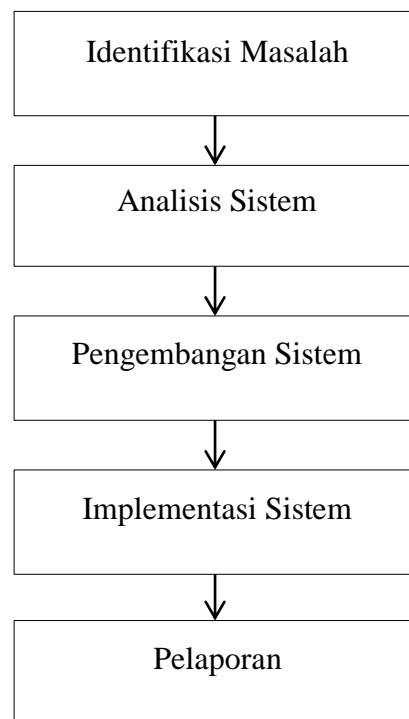 Identifikasi Masalah
Analisis Sistem
Pengembangan Sistem
Implementasi Sistem
Pelaporan